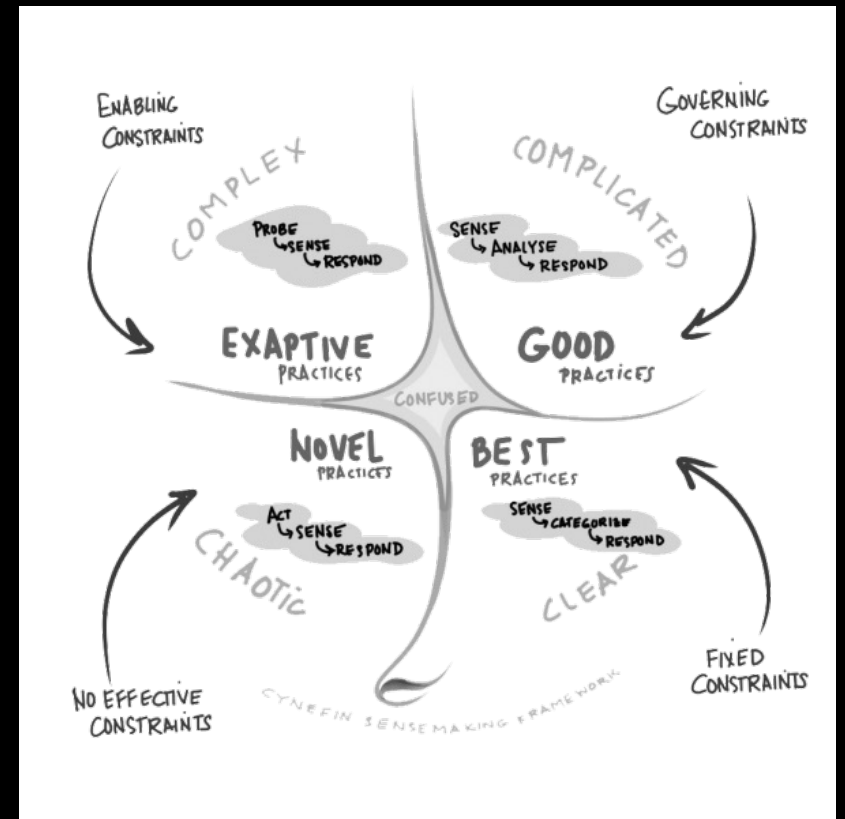 ENABLING
CONSTRAINTS
GOVERNING
CONSTRAINTS
COMPLEX
COMPLICATED
PROBE
SENSE
RESPOND
SENSE
ANALYSE
RESPOND
EXAPTIVE
PRACTICES
GOOD
PRACTICES
CONFUSED
NOVEL
PRACTICES
BEST
PRACTICES
ACT
SENSE
RESPOND
SENSE
CATEGORISE
RESPOND
CHAOTIC
CLEAR
NO EFFECTIVE
CONSTRAINTS
FIXED
CONSTRAINTS
CYNEFIN SENSEMAKING FRAMEWORK